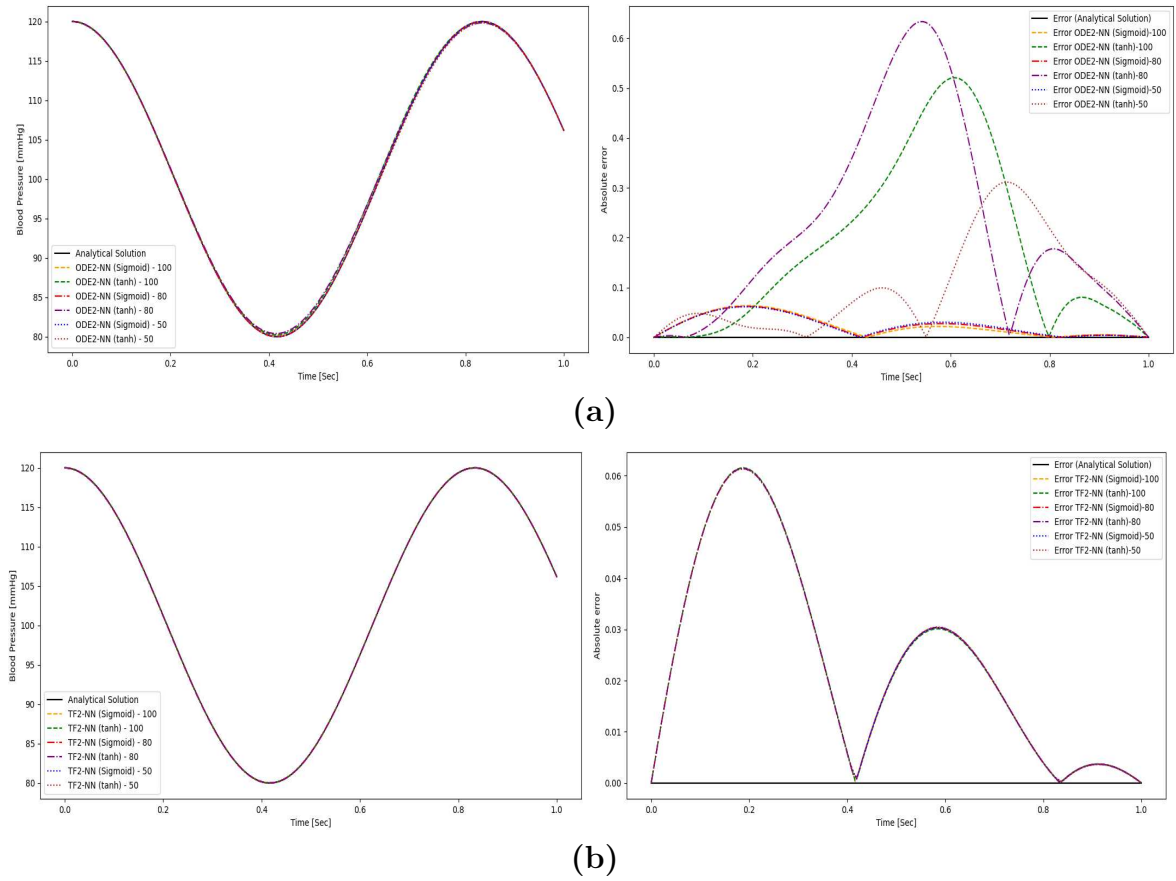 120
115
110
105
100
95
90
85
80
Blood Pressure [mmHg]
Analytical Solution
ODE2-NN (Sigmoid) - 100
ODE2-NN (tanh) - 100
ODE2-NN (Sigmoid) - 80
ODE2-NN (tanh) - 80
ODE2-NN (Sigmoid) - 50
ODE2-NN (tanh) - 50
0.0 0.2 0.4 0.6 0.8 1.0
Time [Sec]
0.6
0.5
0.4
0.3
0.2
0.1
0.0
Absolute error
Error (Analytical Solution)
Error ODE2-NN (Sigmoid)-100
Error ODE2-NN (tanh)-100
Error ODE2-NN (Sigmoid)-80
Error ODE2-NN (tanh)-80
Error ODE2-NN (Sigmoid)-50
Error ODE2-NN (tanh)-50
0.0 0.2 0.4 0.6 0.8 1.0
Time [Sec]
(a)
120
115
110
105
100
95
90
85
80
Blood Pressure [mmHg]
Analytical Solution
TF2-NN (Sigmoid) - 100
TF2-NN (tanh) - 100
TF2-NN (Sigmoid) - 80
TF2-NN (tanh) - 80
TF2-NN (Sigmoid) - 50
TF2-NN (tanh) - 50
0.0 0.2 0.4 0.6 0.8 1.0
Time [Sec]
0.06
0.05
0.04
0.03
0.02
0.01
0.00
Absolute error
Error (Analytical Solution)
Error TF2-NN (Sigmoid)-100
Error TF2-NN (tanh)-100
Error TF2-NN (Sigmoid)-80
Error TF2-NN (tanh)-80
Error TF2-NN (Sigmoid)-50
Error TF2-NN (tanh)-50
0.0 0.2 0.4 0.6 0.8 1.0
Time [Sec]
(b)